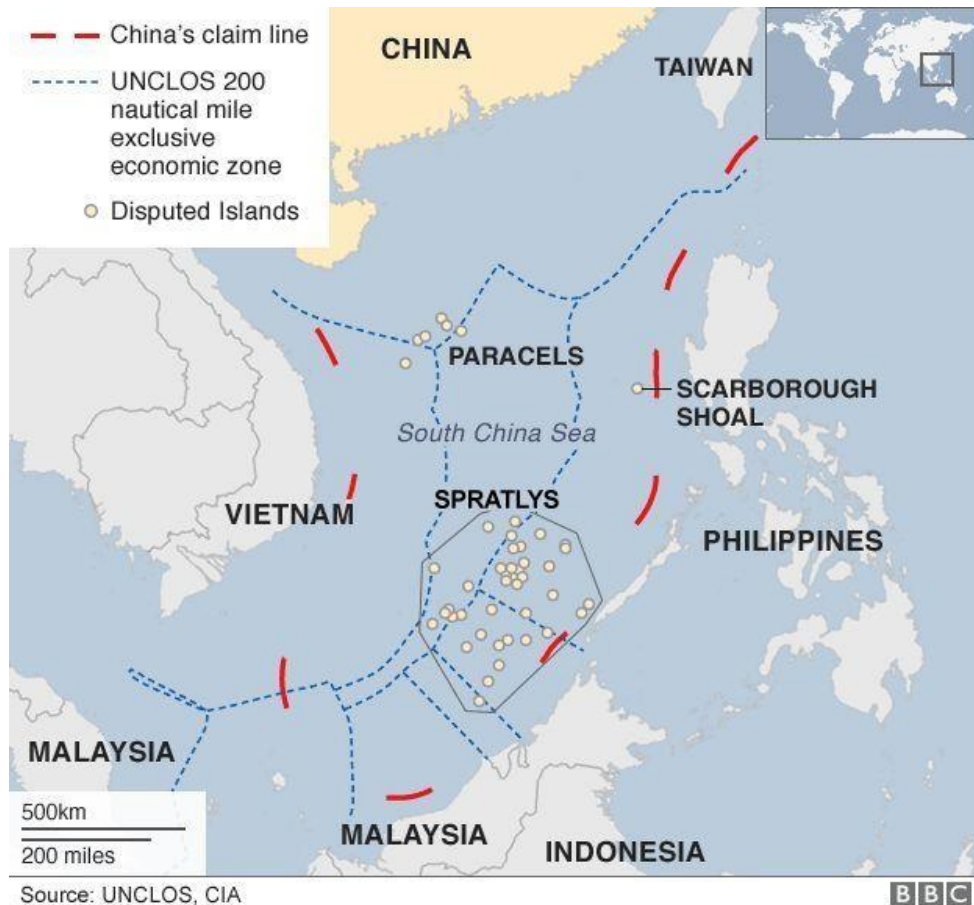 China's claim line
UNCLOS 200
nautical mile
exclusive
economic zone
Disputed Islands
CHINA
TAIWAN
PARACELS
SCARBOROUGH
SHOAL
South China Sea
SPRATLYS
VIETNAM
PHILIPPINES
MALAYSIA
500km
200 miles
MALAYSIA
INDONESIA
Source: UNCLOS, CIA
BBC